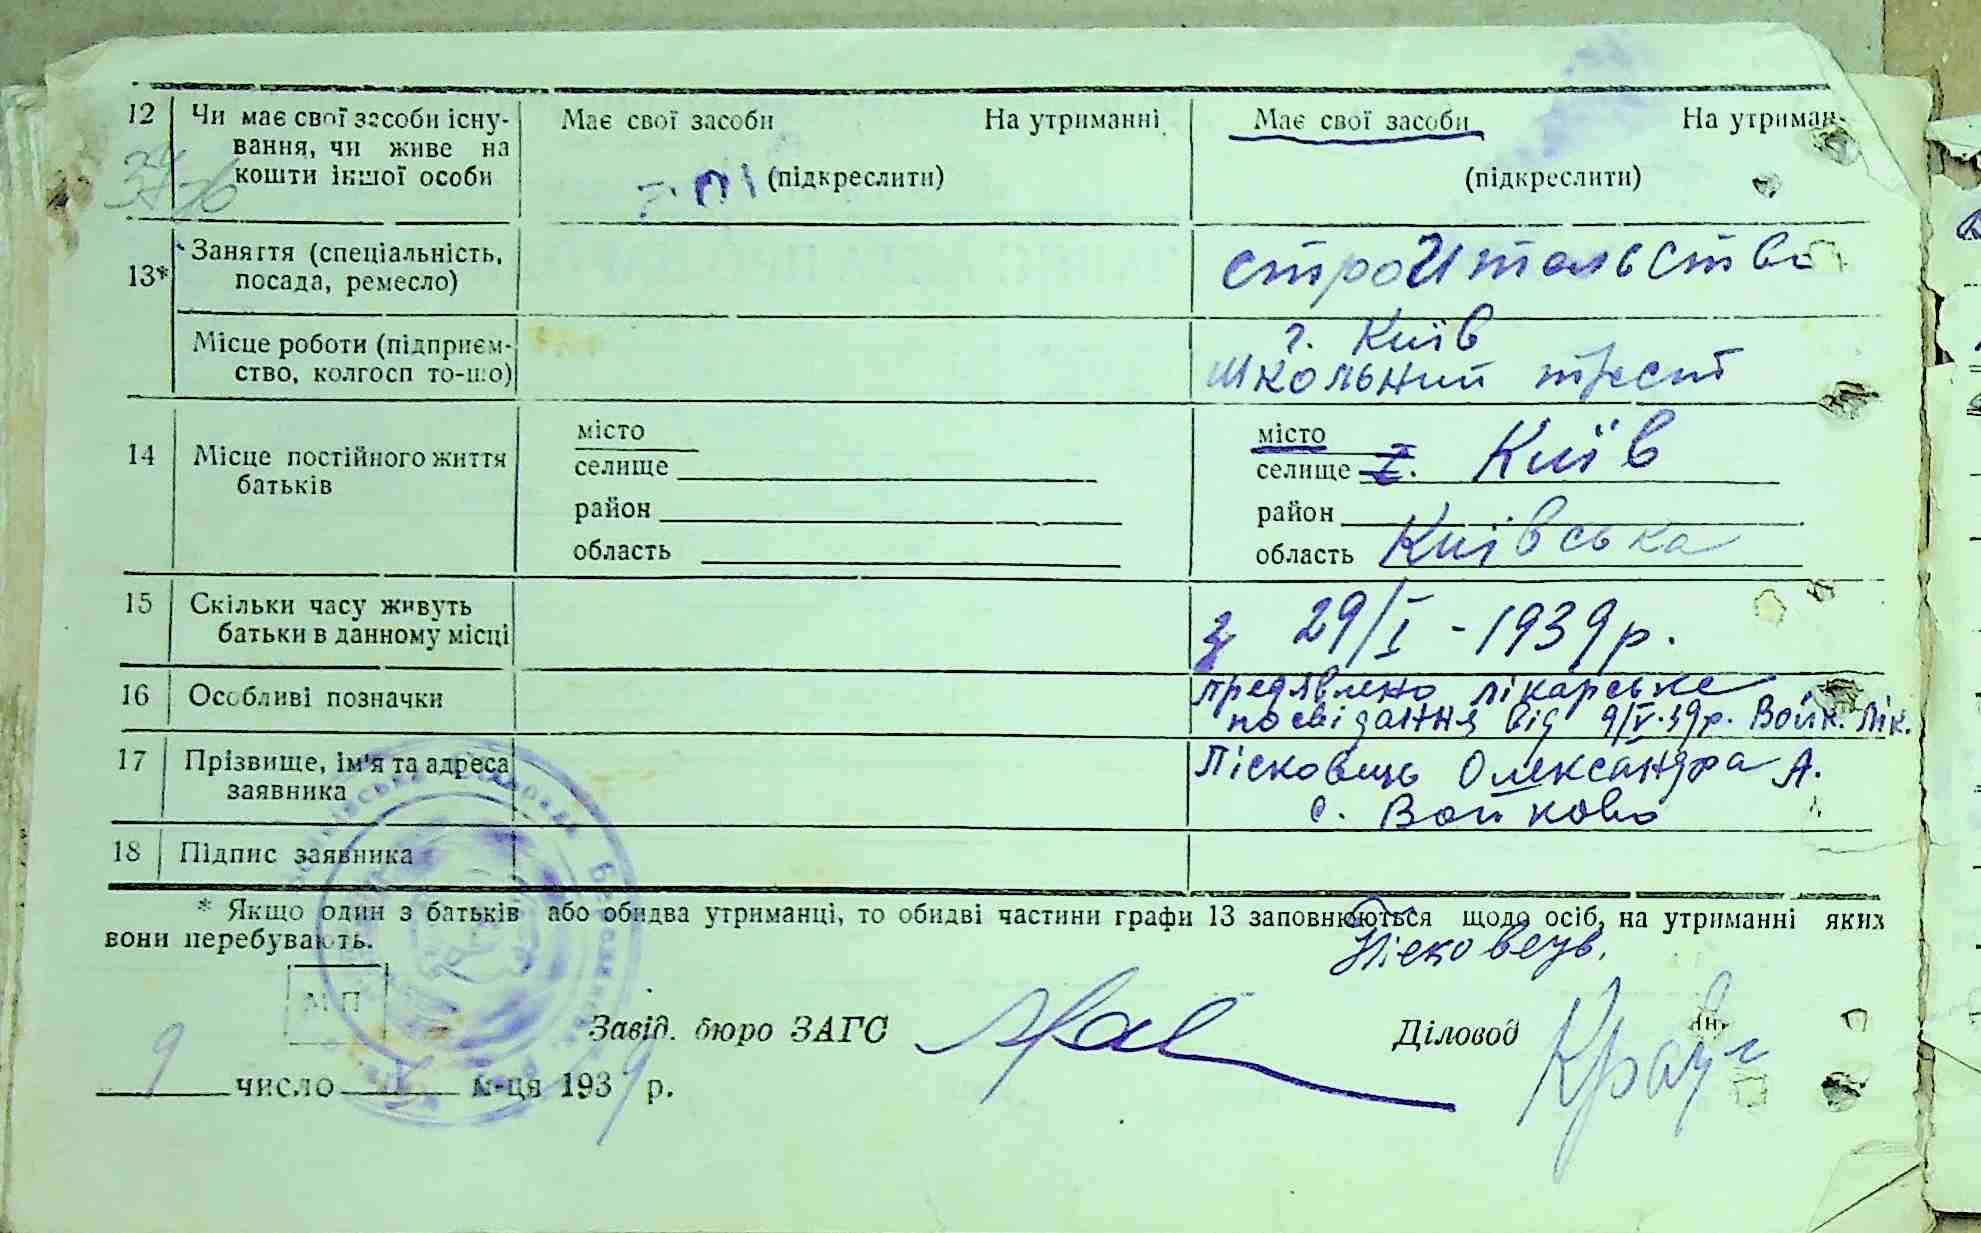 12 Чи має свої засоби існу- Має свої засоби На утриманні Має свої засоби На утриман
вання, чи живе на
кошти іншої особи (підкреслити) (підкреслити)
13* Заняття (спеціальність, строительство
посада, ремесло)
Місце роботи (підприєм- г. Київ
ство, колгосп то-що) школьний трест
14 Місце постійного життя місто місто
батьків селище селище г. Київ
район район
область область Київська
15 Скільки часу живуть
батьки в данному місці з 29/I - 1939 р.
16 Особливі позначки предявлено лікарське
посвідання від 9/V.39р. Войк. лік.
17 Прізвище, ім'я та адреса Лісковець Олександра А.
заявника с. Войково
18 Підпис заявника
* Якщо один з батьків або обидва утриманці, то обидві частини графи 13 заповнюються щодо осіб, на утриманні яких
вони перебувають.
Лісковець.
М П
Завід. бюро ЗАГС Діловод
9 число V м-ця 1939 р.